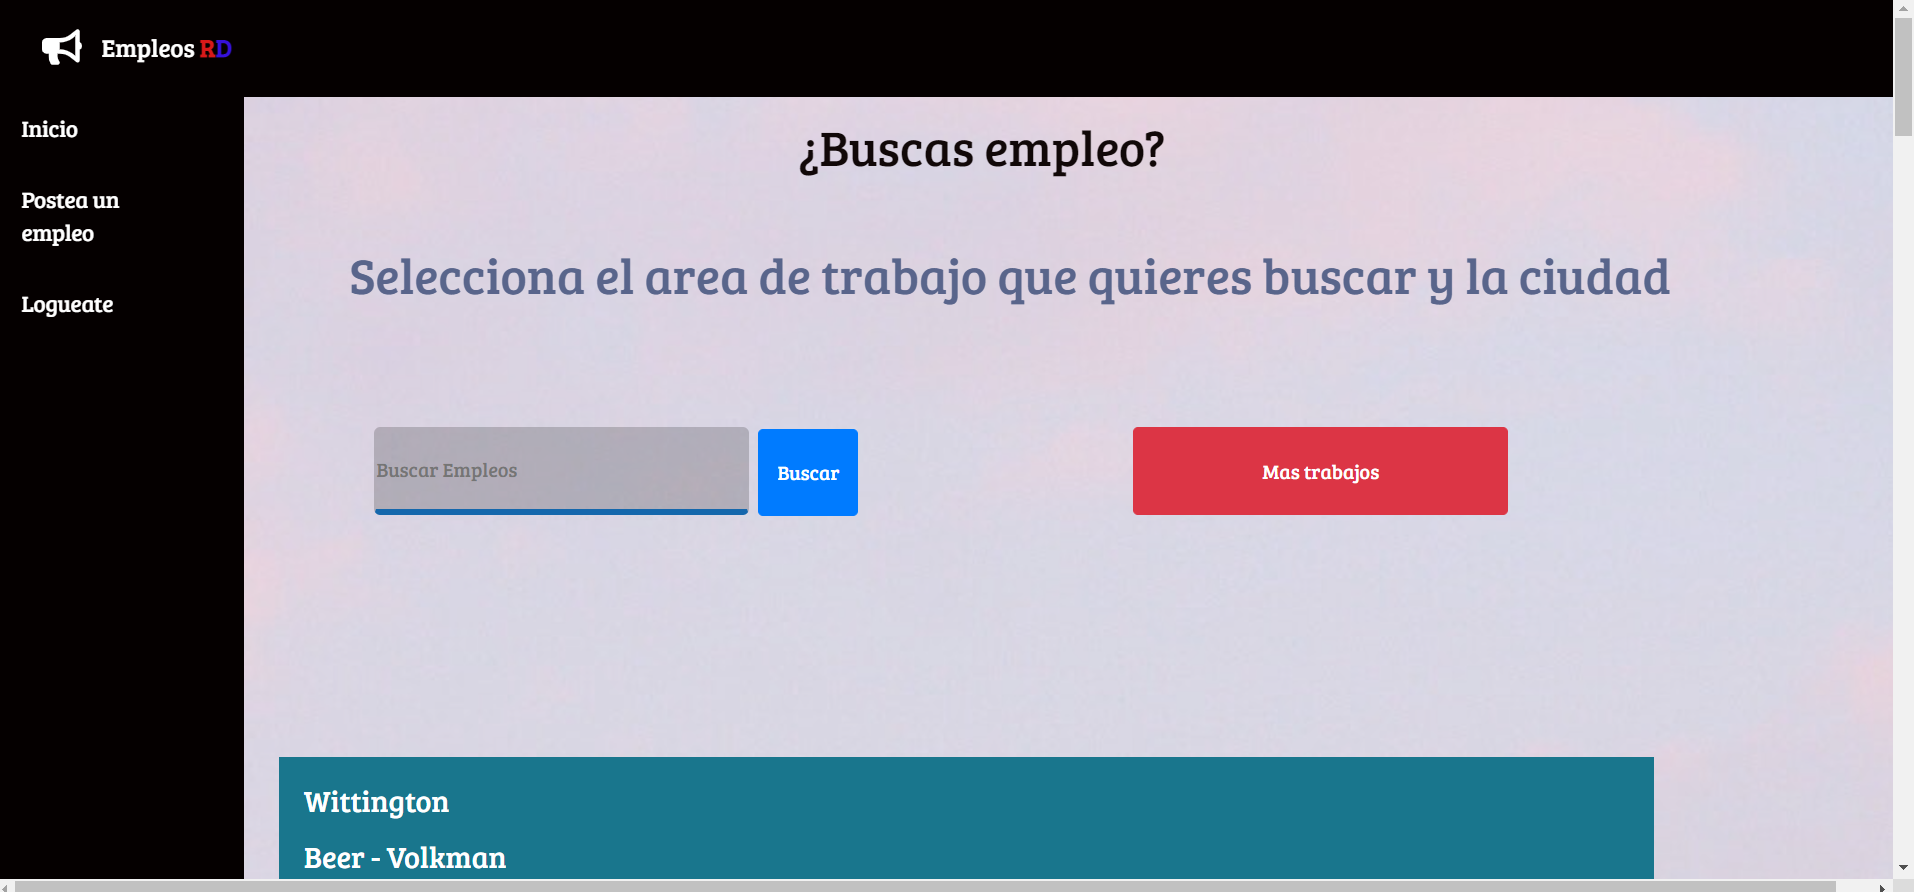 Empleos RD
Inicio
Postea un
empleo
Logueate
¿Buscas empleo?
Selecciona el area de trabajo que quieres buscar y la ciudad
Buscar Empleos
Buscar
Mas trabajos
Wittington
Beer - Volkman